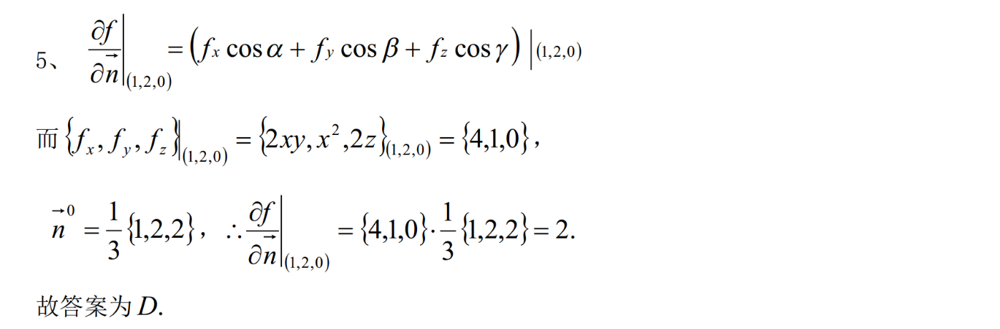 5、 $\left.\frac{\partial f}{\partial \vec{n}}\right|_{(1,2,0)} = \left(f_x \cos\alpha + f_y \cos\beta + f_z \cos\gamma\right)|_{(1,2,0)}$
而 $\left.\{f_x, f_y, f_z\}\right|_{(1,2,0)} = \{2xy, x^2, 2z\}_{(1,2,0)} = \{4,1,0\}$，
$\vec{n}^0 = \frac{1}{3}\{1,2,2\}$，$\therefore \left.\frac{\partial f}{\partial \vec{n}}\right|_{(1,2,0)} = \{4,1,0\} \cdot \frac{1}{3}\{1,2,2\} = 2.$
故答案为 D.